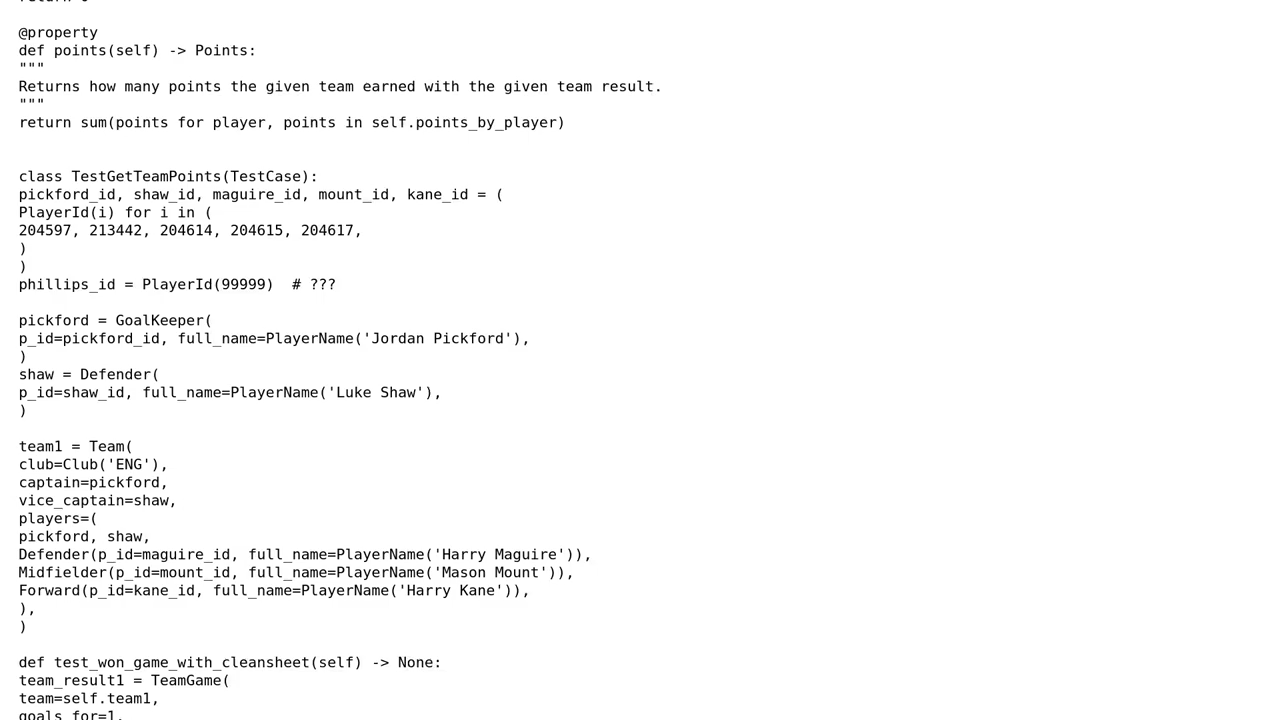 return 0
@property
def points(self) -> Points:
"""
Returns how many points the given team earned with the given team result.
"""
return sum(points for player, points in self.points_by_player)
class TestGetTeamPoints(TestCase):
pickford_id, shaw_id, maguire_id, mount_id, kane_id = (
PlayerId(i) for i in (
204597, 213442, 204614, 204615, 204617,
)
)
phillips_id = PlayerId(99999)  # ???
pickford = GoalKeeper(
p_id=pickford_id, full_name=PlayerName('Jordan Pickford'),
)
shaw = Defender(
p_id=shaw_id, full_name=PlayerName('Luke Shaw'),
)
team1 = Team(
club=Club('ENG'),
captain=pickford,
vice_captain=shaw,
players=(
pickford, shaw,
Defender(p_id=maguire_id, full_name=PlayerName('Harry Maguire')),
Midfielder(p_id=mount_id, full_name=PlayerName('Mason Mount')),
Forward(p_id=kane_id, full_name=PlayerName('Harry Kane')),
),
)
def test_won_game_with_cleansheet(self) -> None:
team_result1 = TeamGame(
team=self.team1,
goals_for=1,